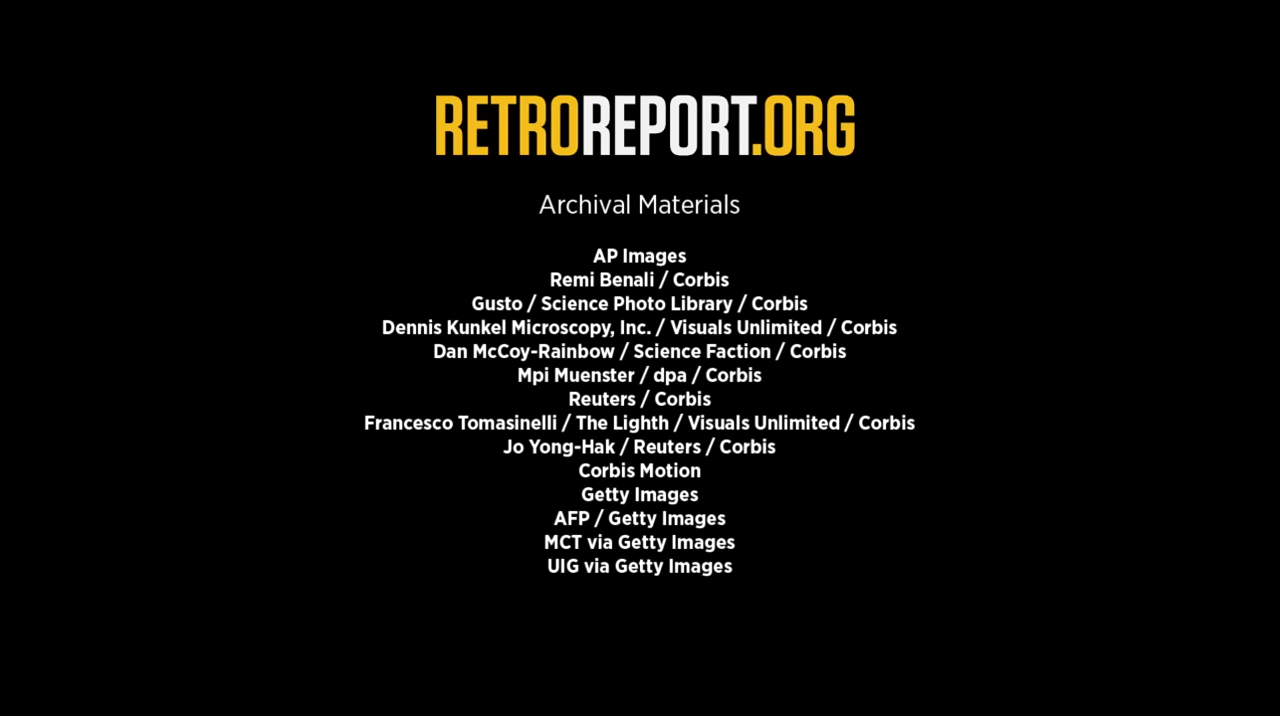 RETROREPORT.ORG
Archival Materials
AP Images
Remi Benali / Corbis
Gusto / Science Photo Library / Corbis
Dennis Kunkel Microscopy, Inc. / Visuals Unlimited / Corbis
Dan McCoy-Rainbow / Science Faction / Corbis
Mpi Muenster / dpa / Corbis
Reuters / Corbis
Francesco Tomasinelli / The Lighth / Visuals Unlimited / Corbis
Jo Yong-Hak / Reuters / Corbis
Corbis Motion
Getty Images
AFP / Getty Images
MCT via Getty Images
UIG via Getty Images